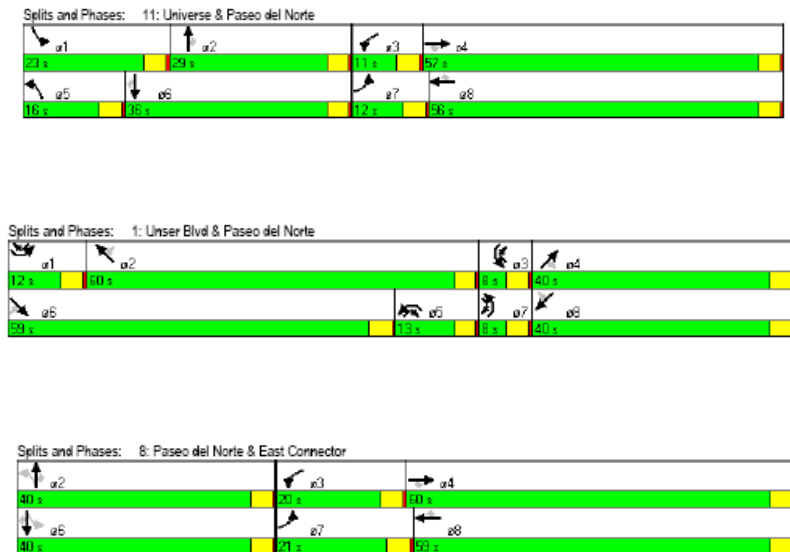 Splits and Phases: 11: Universe & Paseo del Norte
ø1 ø2 ø3 ø4
23 s 29 s 11 s 57 s
ø5 ø6 ø7 ø8
16 s 36 s 12 s 56 s
Splits and Phases: 1: Unser Blvd & Paseo del Norte
ø1 ø2 ø3 ø4
12 s 60 s 8 s 40 s
ø6 ø5 ø7 ø8
59 s 13 s 8 s 40 s
Splits and Phases: 8: Paseo del Norte & East Connector
ø2 ø3 ø4
40 s 20 s 60 s
ø6 ø7 ø8
40 s 21 s 59 s